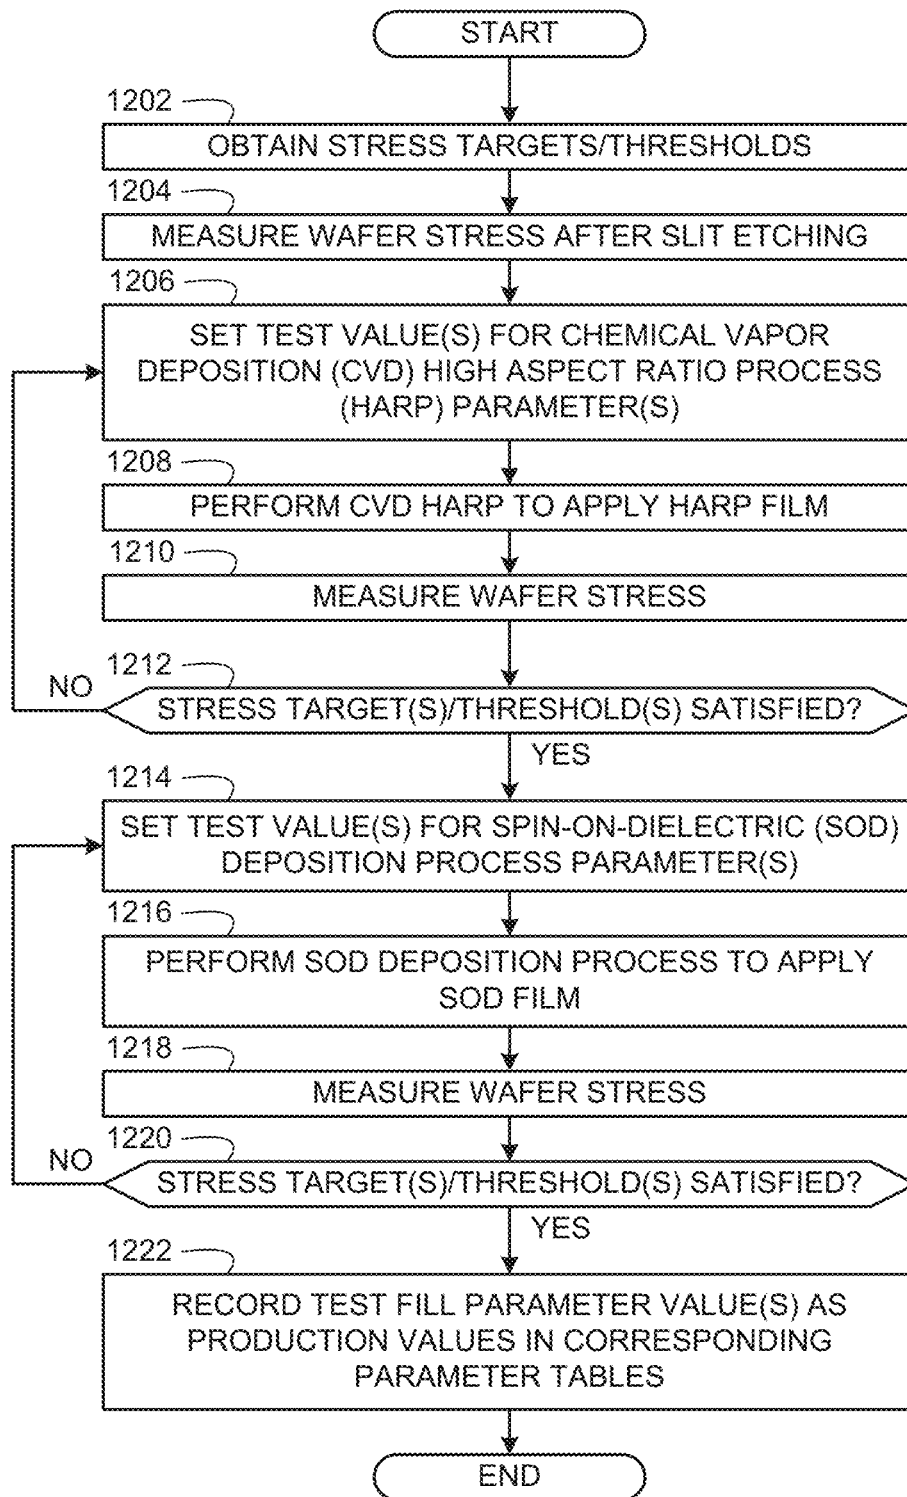 START
1202
OBTAIN STRESS TARGETS/THRESHOLDS
1204
MEASURE WAFER STRESS AFTER SLIT ETCHING
1206
SET TEST VALUE(S) FOR CHEMICAL VAPOR
DEPOSITION (CVD) HIGH ASPECT RATIO PROCESS
(HARP) PARAMETER(S)
1208
PERFORM CVD HARP TO APPLY HARP FILM
1210
MEASURE WAFER STRESS
1212
NO
STRESS TARGET(S)/THRESHOLD(S) SATISFIED?
YES
1214
SET TEST VALUE(S) FOR SPIN-ON-DIELECTRIC (SOD)
DEPOSITION PROCESS PARAMETER(S)
1216
PERFORM SOD DEPOSITION PROCESS TO APPLY
SOD FILM
1218
MEASURE WAFER STRESS
1220
NO
STRESS TARGET(S)/THRESHOLD(S) SATISFIED?
YES
1222
RECORD TEST FILL PARAMETER VALUE(S) AS
PRODUCTION VALUES IN CORRESPONDING
PARAMETER TABLES
END